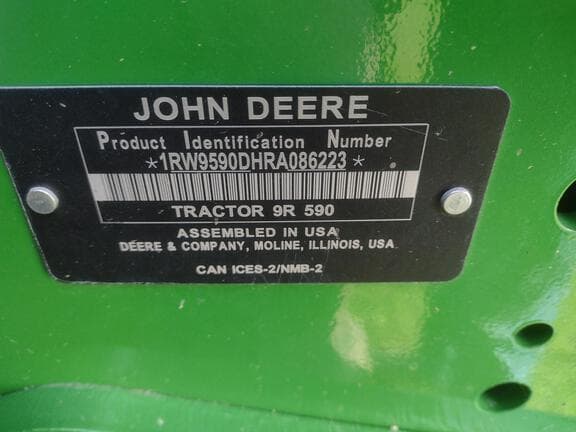 JOHN DEERE
Product Identification Number
*1RW9590DHRA086223*
TRACTOR 9R 590
ASSEMBLED IN USA
DEERE & COMPANY, MOLINE, ILLINOIS, USA
CAN ICES-2/NMB-2